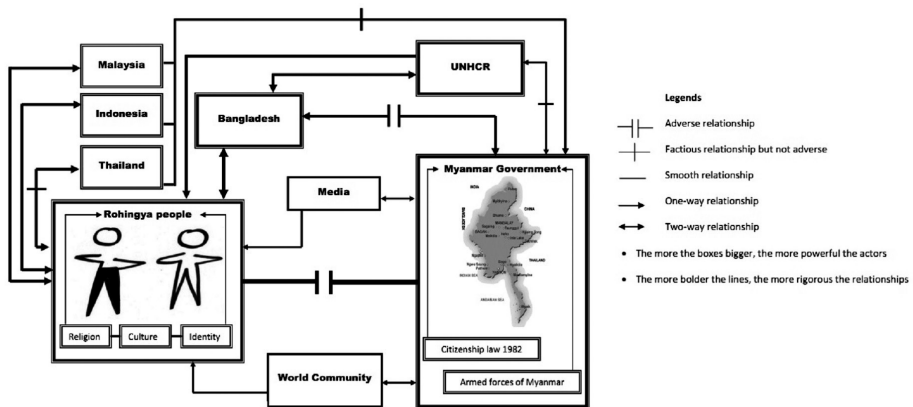 Malaysia
Indonesia
Thailand
Bangladesh
UNHCR
Media
Rohingya people
Religion
Culture
Identity
World Community
Myanmar Government
INDIA
CHINA
THAILAND
Citizenship law 1982
Armed forces of Myanmar
Legends
Adverse relationship
Factious relationship but not adverse
Smooth relationship
One-way relationship
Two-way relationship
• The more the boxes bigger, the more powerful the actors
• The more bolder the lines, the more rigorous the relationships